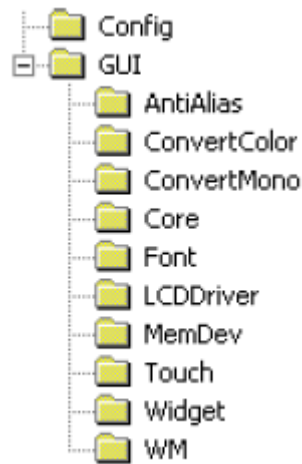 Config
GUI
AntiAlias
ConvertColor
ConvertMono
Core
Font
LCDDriver
MemDev
Touch
Widget
WM